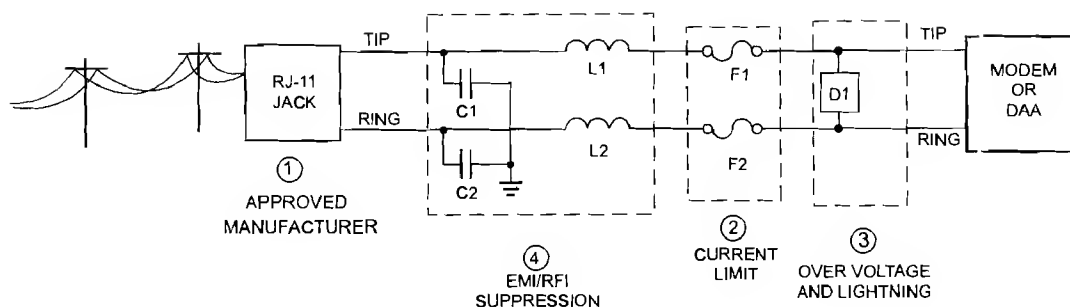 TIP
L1
F1
TIP
RJ-11
JACK
C1
D1
MODEM
OR
DAA
RING
L2
F2
RING
C2
1
APPROVED
MANUFACTURER
4
EMI/RFI
SUPPRESSION
2
CURRENT
LIMIT
3
OVER VOLTAGE
AND LIGHTNING